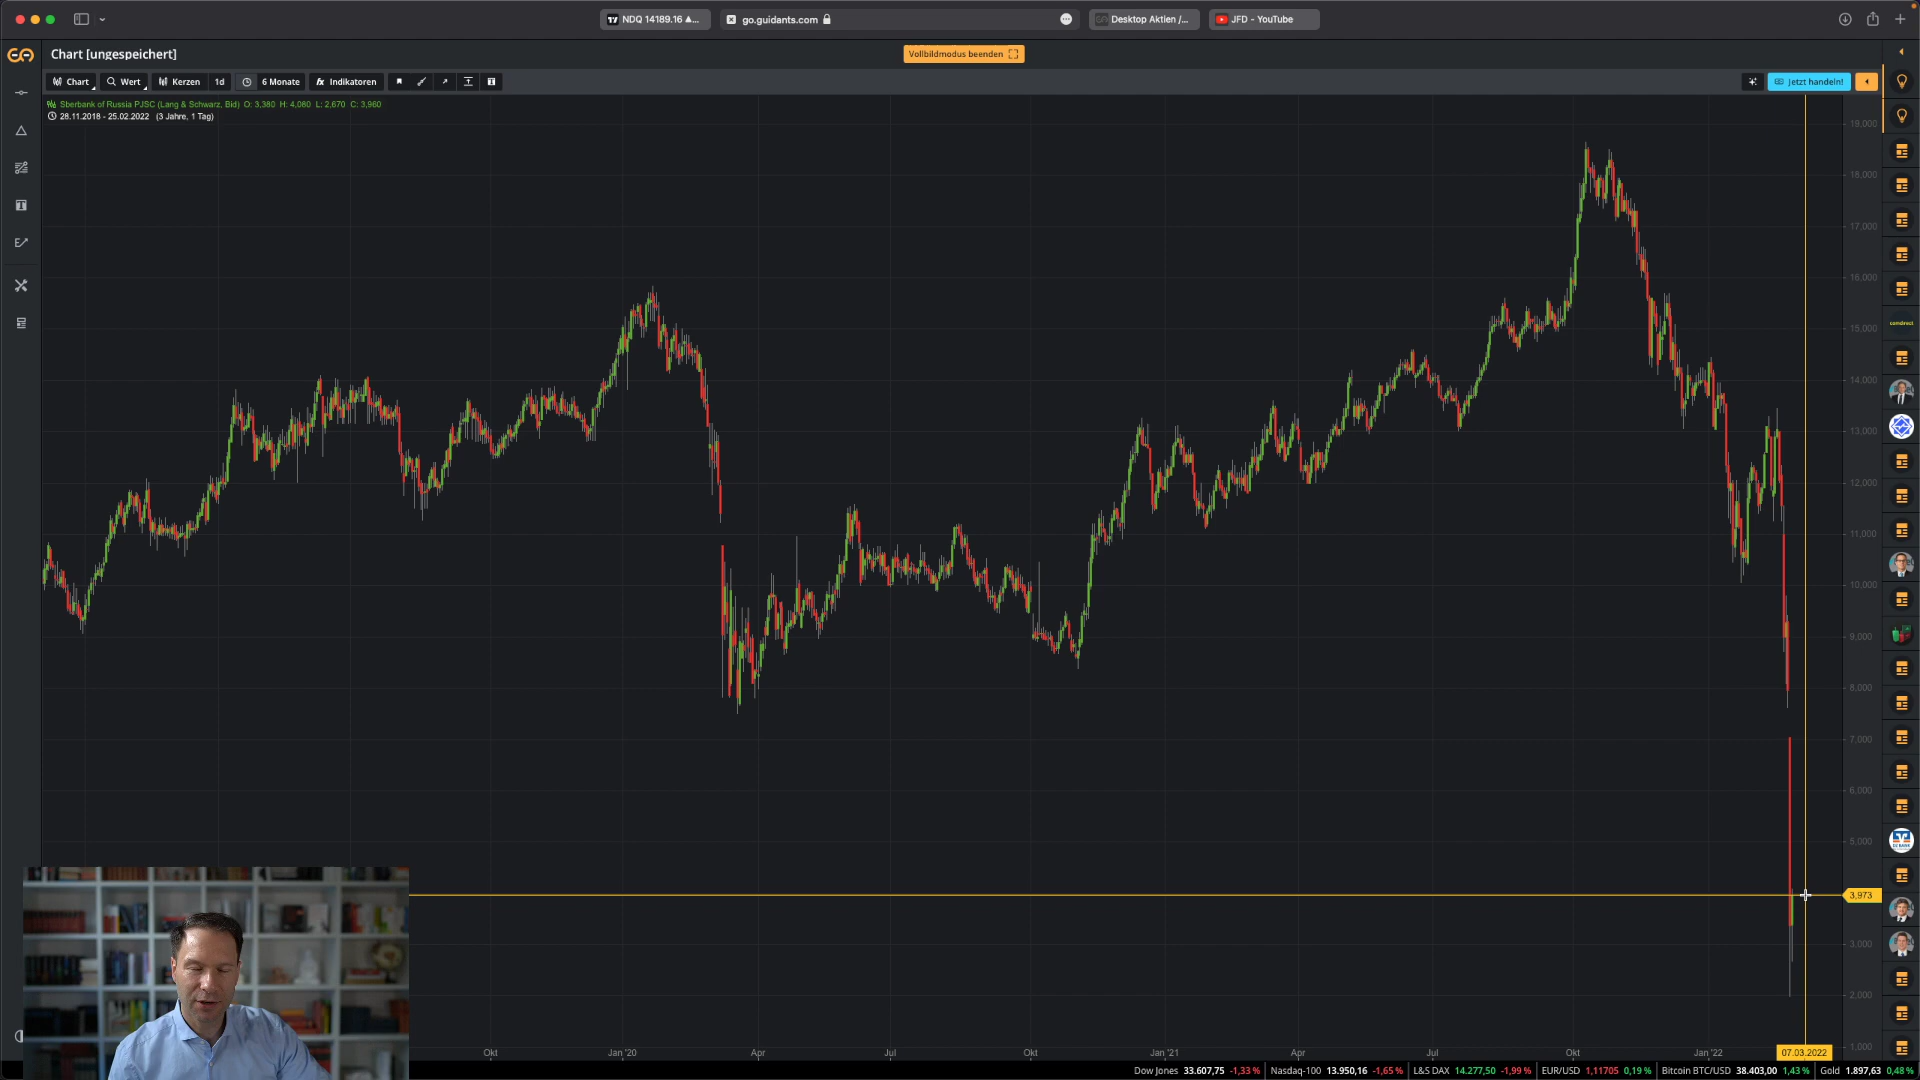 NDQ 14189.16 ▲...
go.guidants.com
Desktop Aktien /...
JFD - YouTube
Chart [ungespeichert]
Vollbildmodus beenden
Chart
Wert
Kerzen
1d
6 Monate
fx Indikatoren
Jetzt handeln!
Sberbank of Russia PJSC (Lang & Schwarz, Bid) O: 3,380 H: 4,080 L: 2,670 C: 3,960
28.11.2018 - 25.02.2022 (3 Jahre, 1 Tag)
19,000
18,000
17,000
16,000
15,000
14,000
13,000
12,000
11,000
10,000
9,000
8,000
7,000
6,000
5,000
3,973
3,000
2,000
1,000
comdirect
DZ BANK
Okt
Jan '20
Apr
Jul
Okt
Jan '21
Apr
Jul
Okt
Jan '22
07.03.2022
Dow Jones 33.607,75 -1,33 %
Nasdaq-100 13.950,16 -1,65 %
L&S DAX 14.277,50 -1,99 %
EUR/USD 1,11705 0,19 %
Bitcoin BTC/USD 38.403,00 1,43 %
Gold 1.897,63 0,48 %